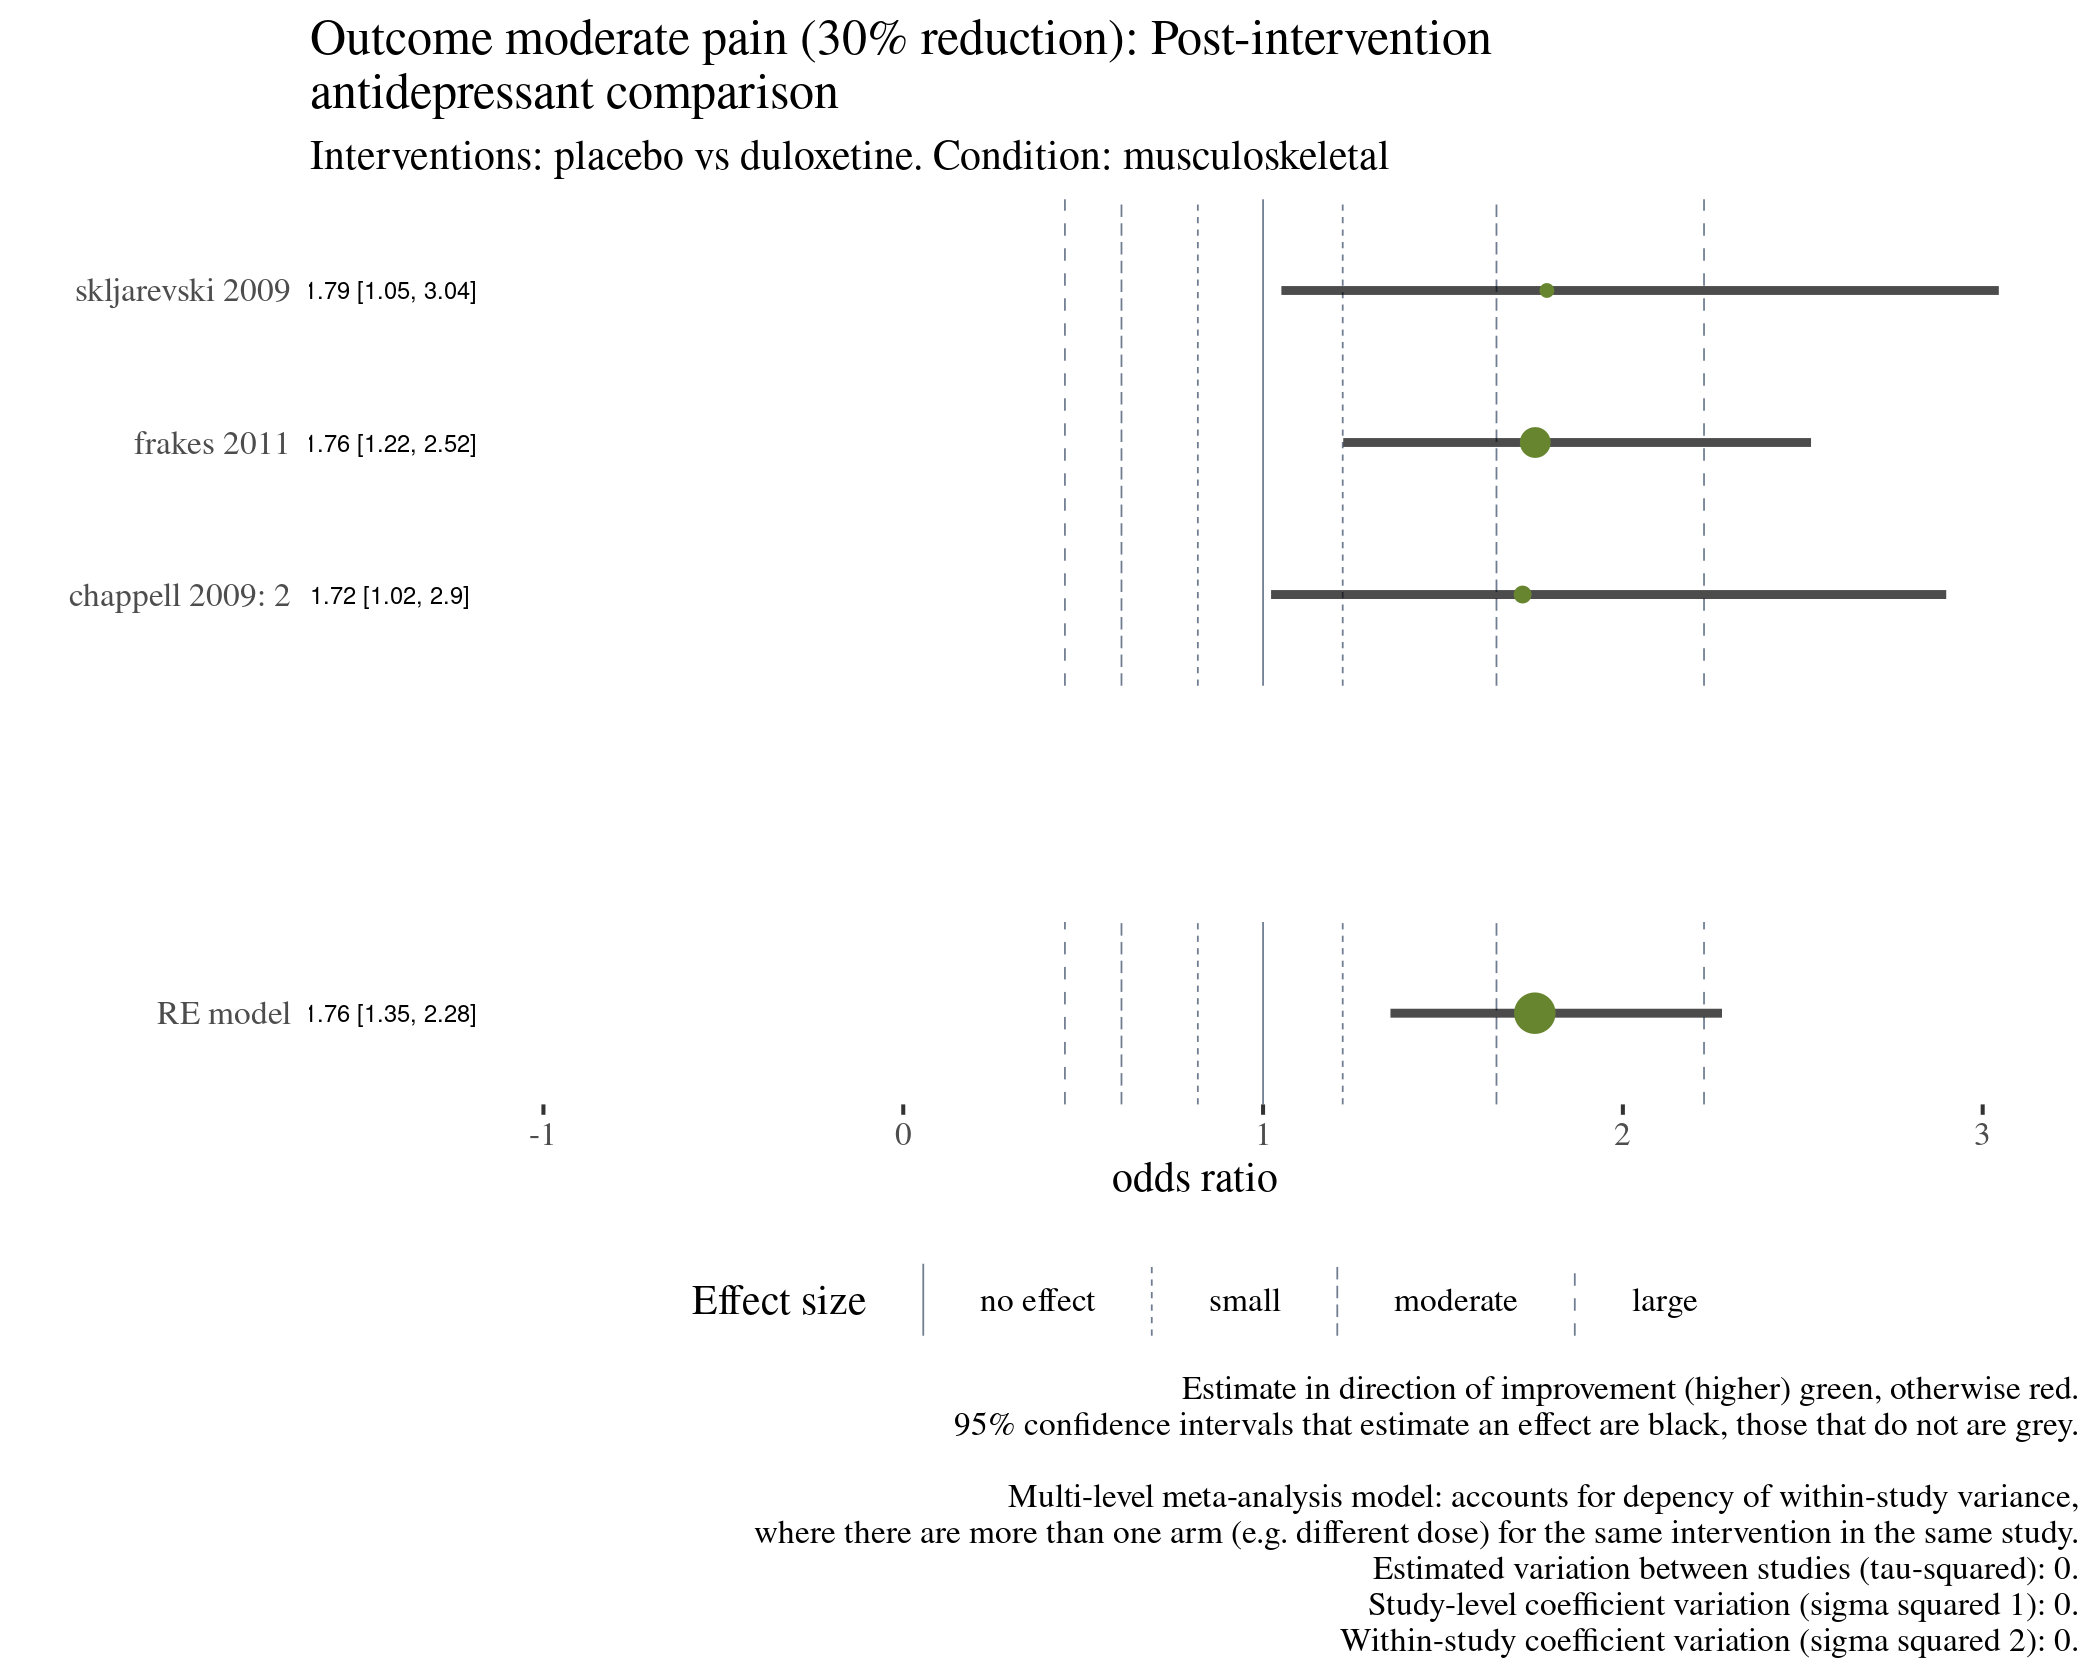 Outcome moderate pain (30% reduction): Post-intervention
antidepressant comparison
Interventions: placebo vs duloxetine. Condition: musculoskeletal
skljarevski 2009 1.79 [1.05, 3.04]
frakes 2011 1.76 [1.22, 2.52]
chappell 2009: 2 1.72 [1.02, 2.9]
RE model 1.76 [1.35, 2.28]
-1 0 1 2 3
odds ratio
Effect size no effect small moderate large
Estimate in direction of improvement (higher) green, otherwise red.
95% confidence intervals that estimate an effect are black, those that do not are grey.
Multi-level meta-analysis model: accounts for depency of within-study variance,
where there are more than one arm (e.g. different dose) for the same intervention in the same study.
Estimated variation between studies (tau-squared): 0.
Study-level coefficient variation (sigma squared 1): 0.
Within-study coefficient variation (sigma squared 2): 0.